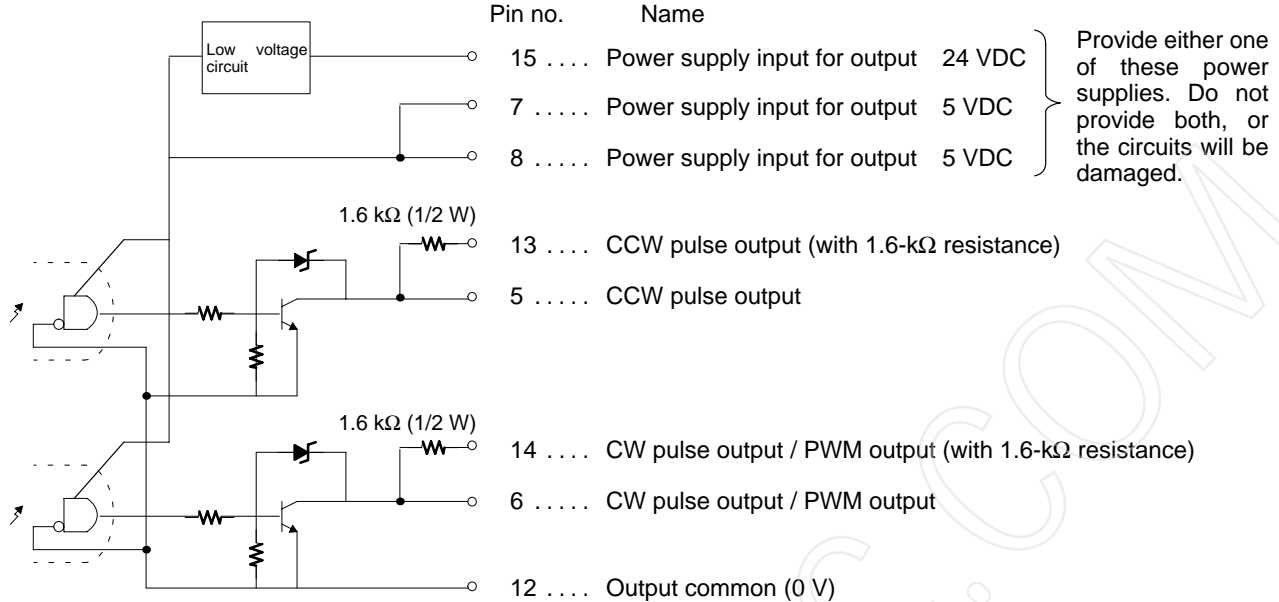 Pin no. Name
Low voltage
circuit
15 . . . . Power supply input for output 24 VDC
7 . . . . . Power supply input for output 5 VDC
8 . . . . . Power supply input for output 5 VDC
Provide either one
of these power
supplies. Do not
provide both, or
the circuits will be
damaged.
1.6 kΩ (1/2 W)
13 . . . . CCW pulse output (with 1.6-kΩ resistance)
5 . . . . . CCW pulse output
1.6 kΩ (1/2 W)
14 . . . . CW pulse output / PWM output (with 1.6-kΩ resistance)
6 . . . . . CW pulse output / PWM output
12 . . . . Output common (0 V)